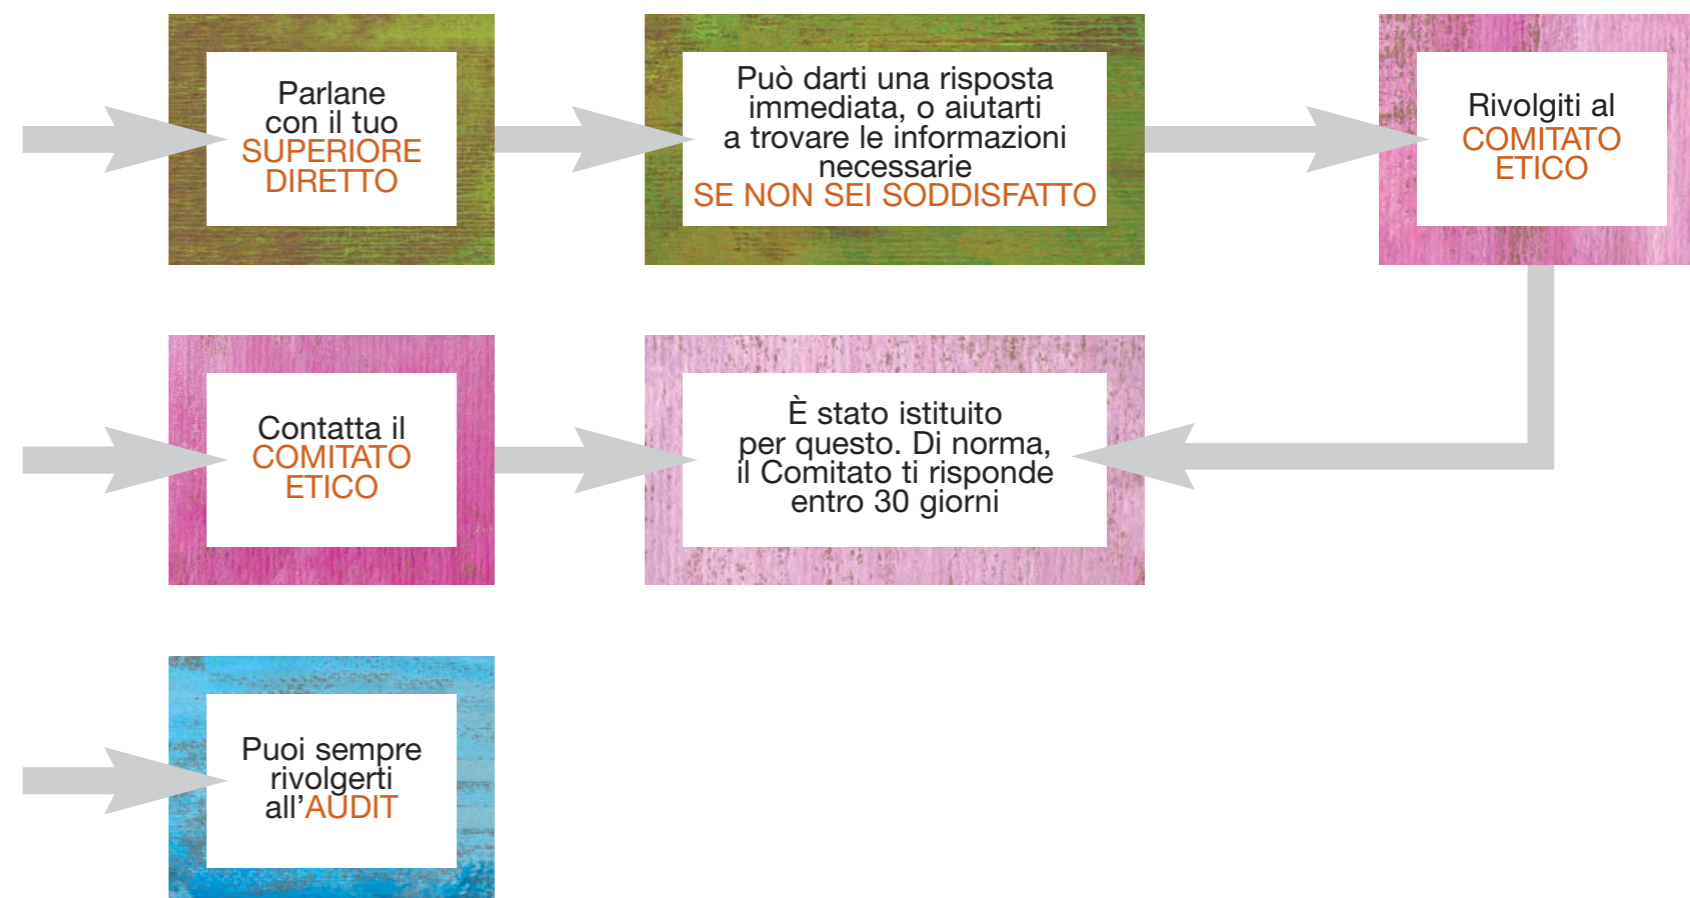 Parlane
con il tuo
SUPERIORE
DIRETTO
Può darti una risposta
immediata, o aiutarti
a trovare le informazioni
necessarie
SE NON SEI SODDISFATTO
Rivolgiti al
COMITATO
ETICO
Contatta il
COMITATO
ETICO
È stato istituito
per questo. Di norma,
il Comitato ti risponde
entro 30 giorni
Puoi sempre
rivolgerti
all’AUDIT